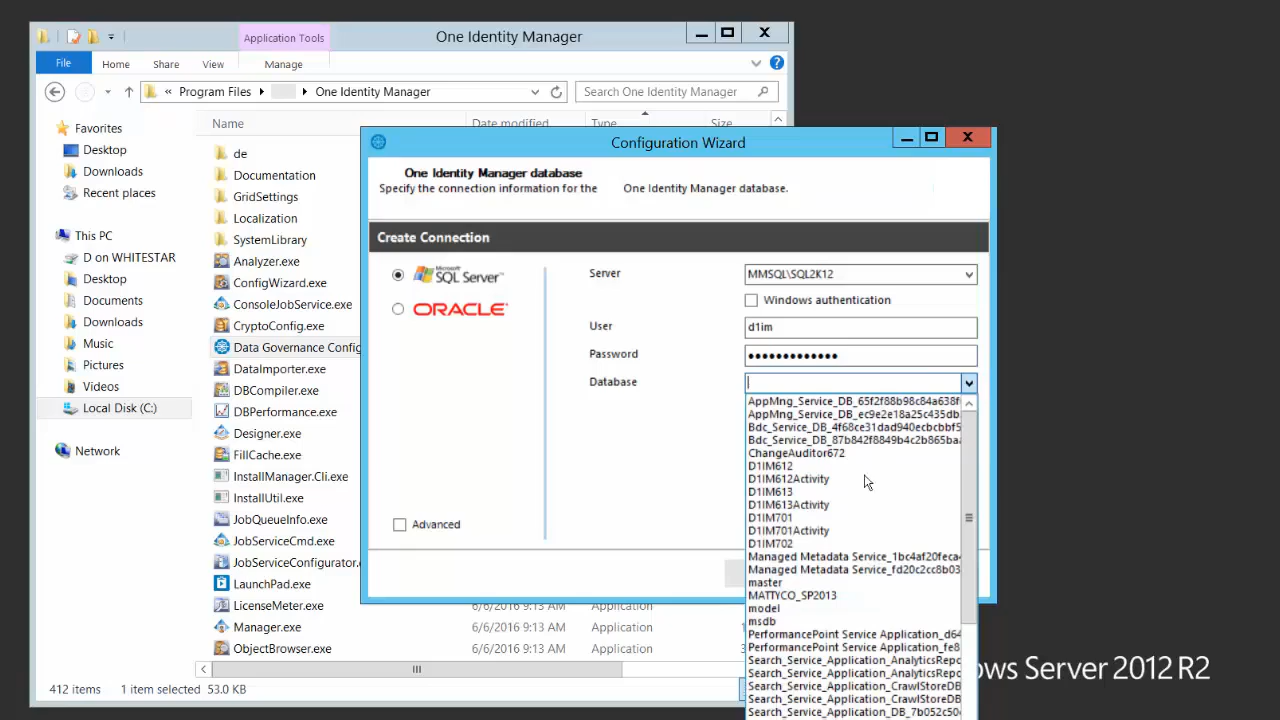 Application Tools
One Identity Manager
File
Home
Share
View
Manage
Program Files
One Identity Manager
Search One Identity Manager
Name
Date modified
Type
Size
Favorites
Desktop
Downloads
Recent places
This PC
D on WHITESTAR
Desktop
Documents
Downloads
Music
Pictures
Videos
Local Disk (C:)
Network
de
Documentation
GridSettings
Localization
SystemLibrary
Analyzer.exe
ConfigWizard.exe
ConsoleJobService.exe
CryptoConfig.exe
Data Governance Config
DataImporter.exe
DBCompiler.exe
DBPerformance.exe
Designer.exe
FillCache.exe
InstallManager.Cli.exe
InstallUtil.exe
JobQueueInfo.exe
JobServiceCmd.exe
JobServiceConfigurator.
LaunchPad.exe
LicenseMeter.exe
6/6/2016 9:13 AM
Application
Manager.exe
6/6/2016 9:13 AM
Application
ObjectBrowser.exe
6/6/2016 9:13 AM
Application
412 items
1 item selected 53.0 KB
Configuration Wizard
One Identity Manager database
Specify the connection information for the One Identity Manager database.
Create Connection
Microsoft
SQL Server
ORACLE
Advanced
Server
MMSQL\SQL2K12
Windows authentication
User
d1im
Password
Database
AppMng_Service_DB_65f2f88b98c84a638f
AppMng_Service_DB_ec9e2e18a25c435db
Bdc_Service_DB_4f68ce31dad940ecbcbbf5
Bdc_Service_DB_87b842f8849b4c2b865baa
ChangeAuditor672
D1IM612
D1IM612Activity
D1IM613
D1IM613Activity
D1IM701
D1IM701Activity
D1IM702
Managed Metadata Service_1bc4af20feca4
Managed Metadata Service_fd20c2cc8b03
master
MATTYCO_SP2013
model
msdb
PerformancePoint Service Application_d64
PerformancePoint Service Application_fe8
Search_Service_Application_AnalyticsRepo
Search_Service_Application_AnalyticsRepo
Search_Service_Application_CrawlStoreDB
Search_Service_Application_CrawlStoreDB
Search_Service_Application_DB_7b052c50
ows Server 2012 R2